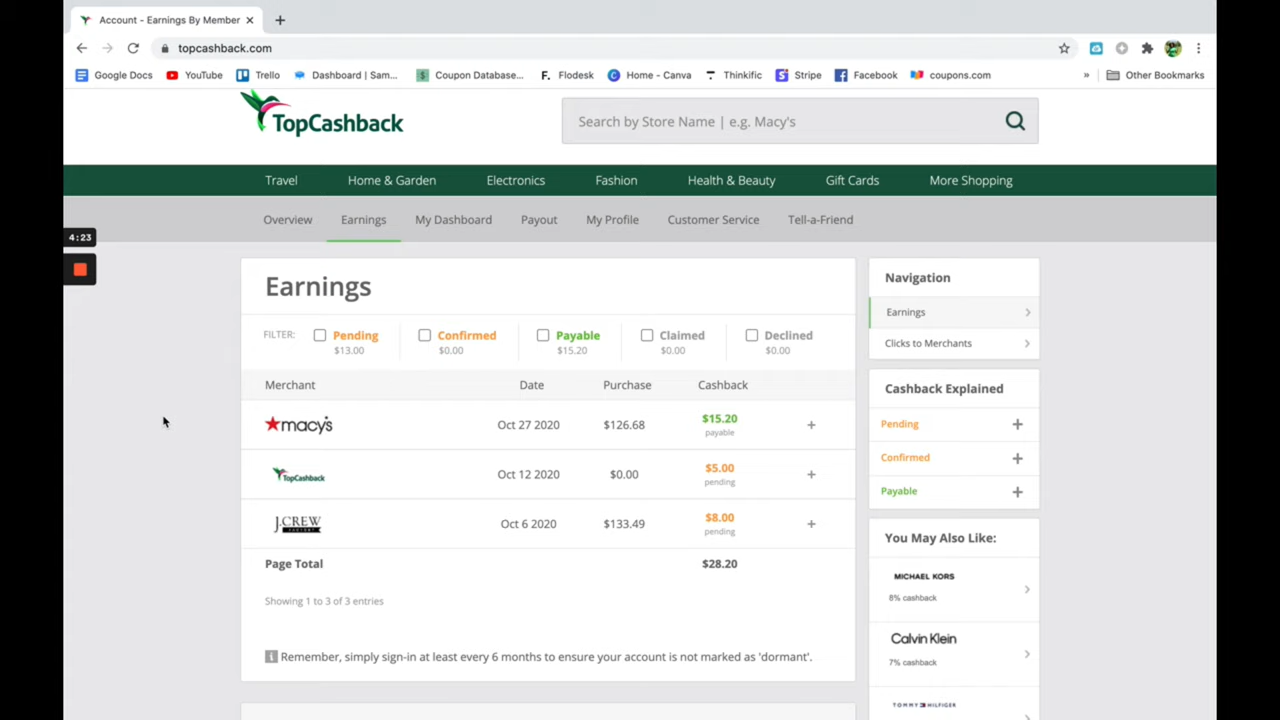 Account - Earnings By Member
topcashback.com
Google Docs YouTube Trello Dashboard | Sam... Coupon Database... F. Flodesk Home - Canva Thinkific Stripe Facebook coupons.com » Other Bookmarks
TopCashback
Search by Store Name | e.g. Macy's
Travel Home & Garden Electronics Fashion Health & Beauty Gift Cards More Shopping
Overview Earnings My Dashboard Payout My Profile Customer Service Tell-a-Friend
4:23
Earnings
FILTER: Pending Confirmed Payable Claimed Declined
$13.00 $0.00 $15.20 $0.00 $0.00
Merchant Date Purchase Cashback
macy's Oct 27 2020 $126.68 $15.20 +
payable
TopCashback Oct 12 2020 $0.00 $5.00 +
pending
J.CREW Oct 6 2020 $133.49 $8.00 +
pending
Page Total $28.20
Showing 1 to 3 of 3 entries
Remember, simply sign-in at least every 6 months to ensure your account is not marked as 'dormant'.
Navigation
Earnings
Clicks to Merchants
Cashback Explained
Pending +
Confirmed +
Payable +
You May Also Like:
MICHAEL KORS
8% cashback
Calvin Klein
7% cashback
TOMMY HILFIGER